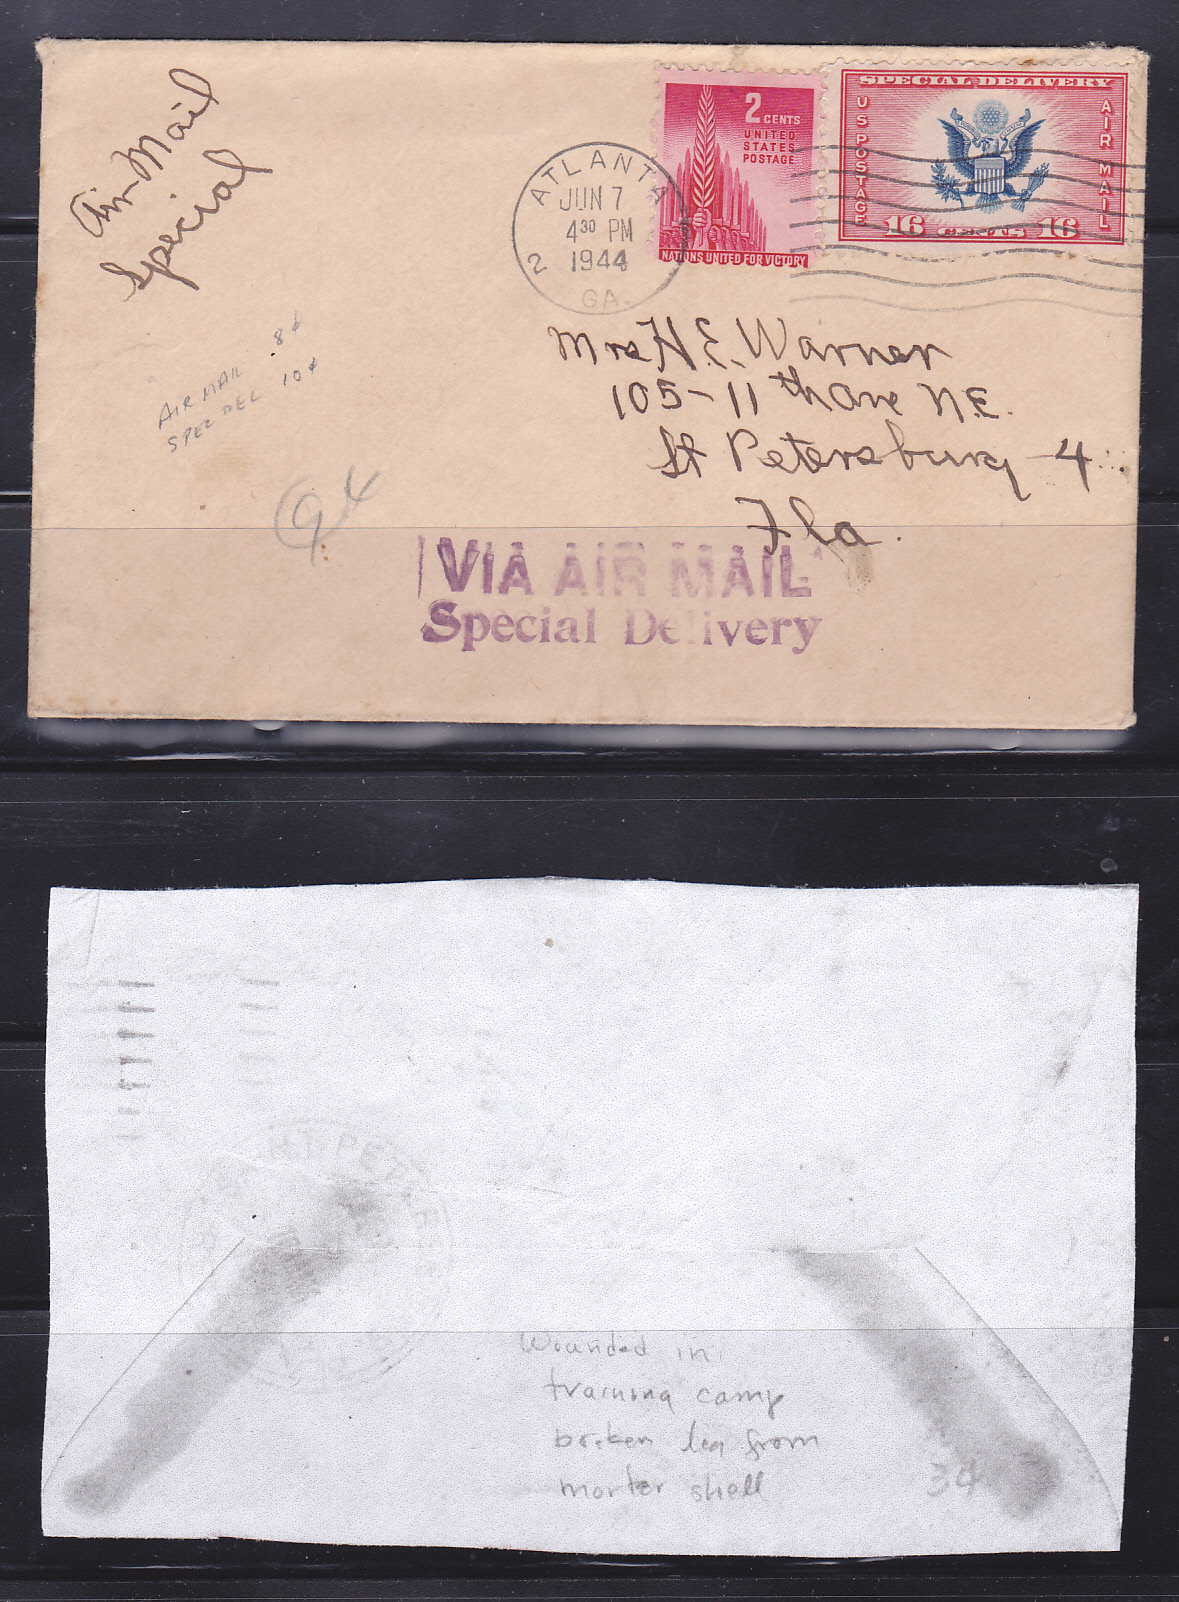 Air Mail
Special
AIR MAIL 8¢
SPEC DEL 10¢
2 CENTS
UNITED
STATES
POSTAGE
NATIONS UNITED FOR VICTORY
SPECIAL DELIVERY
US POSTAGE
AIR MAIL
16 CENTS 16
ATLANTA
JUN 7
4 30 PM
1944
2
GA.
Mrs H.E. Warner
105-11 th ave N.E.
St Petersburg 4
Fla.
VIA AIR MAIL
Special Delivery
ST. PET
Wounded in
training camp
broken leg from
morter shell
34